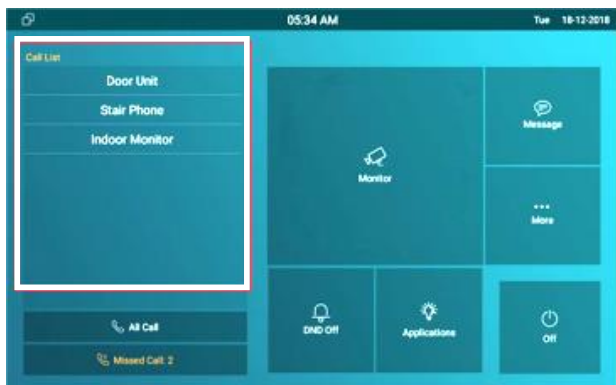 05:34 AM
Tue 18-12-2018
Call List
Door Unit
Stair Phone
Indoor Monitor
Monitor
Message
More
All Call
Missed Call: 2
DND Off
Applications
Off